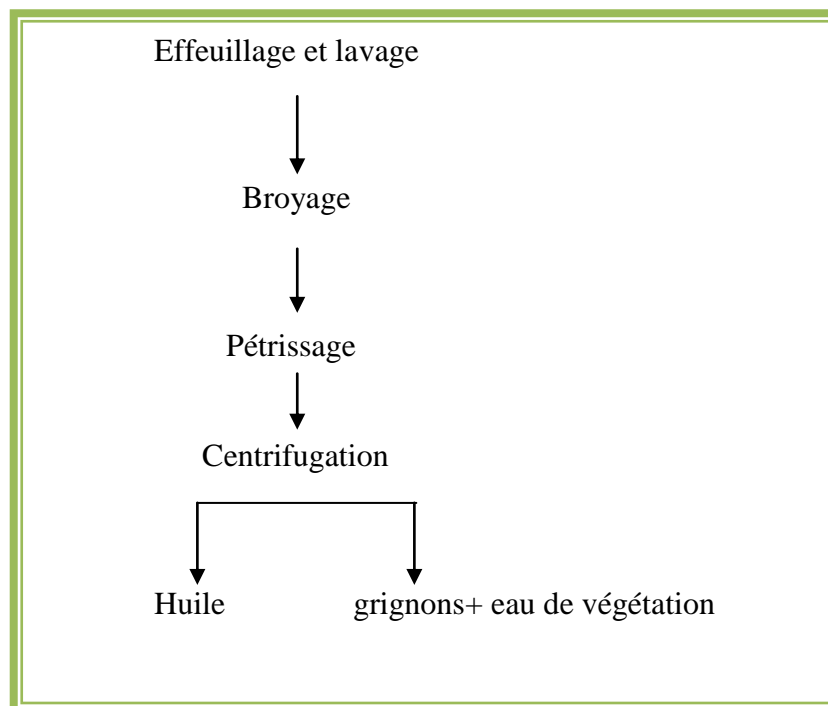 Effeuillage et lavage
Broyage
Pétrissage
Centrifugation
Huile grignons+ eau de végétation